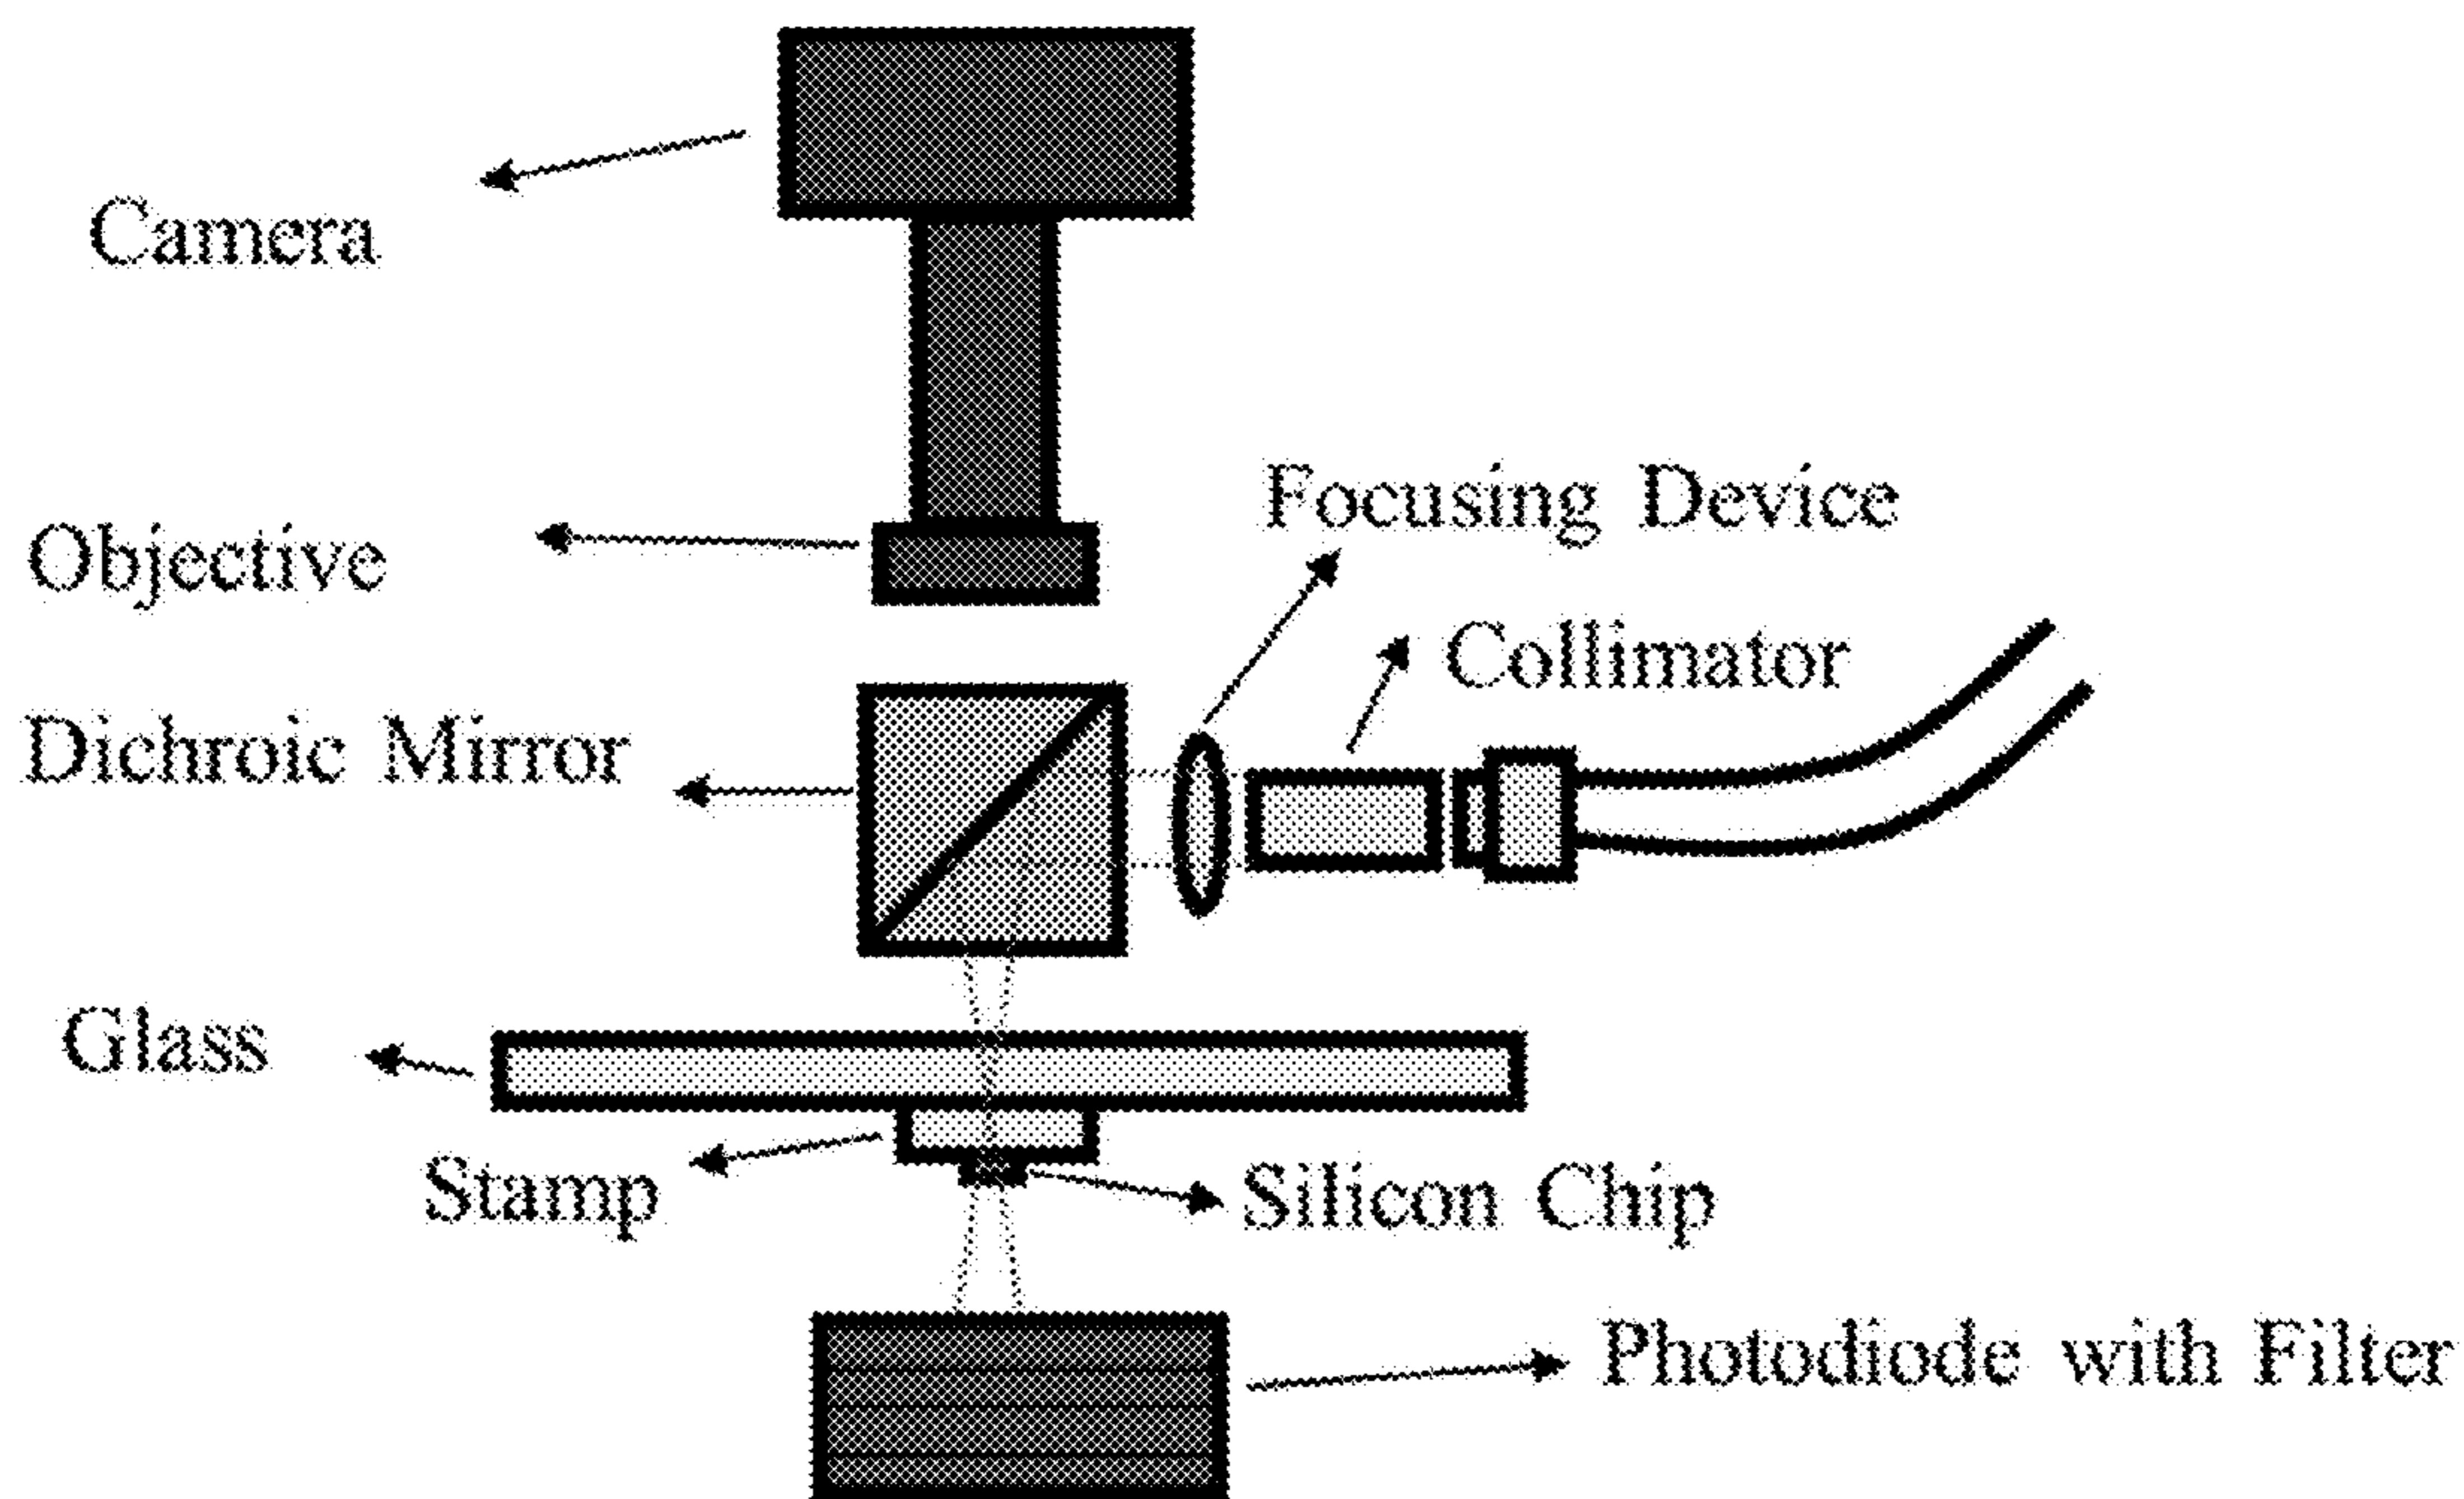 Camera
Objective
Focusing Device
Collimator
Dichroic Mirror
Glass
Stamp
Silicon Chip
Photodiode with Filter